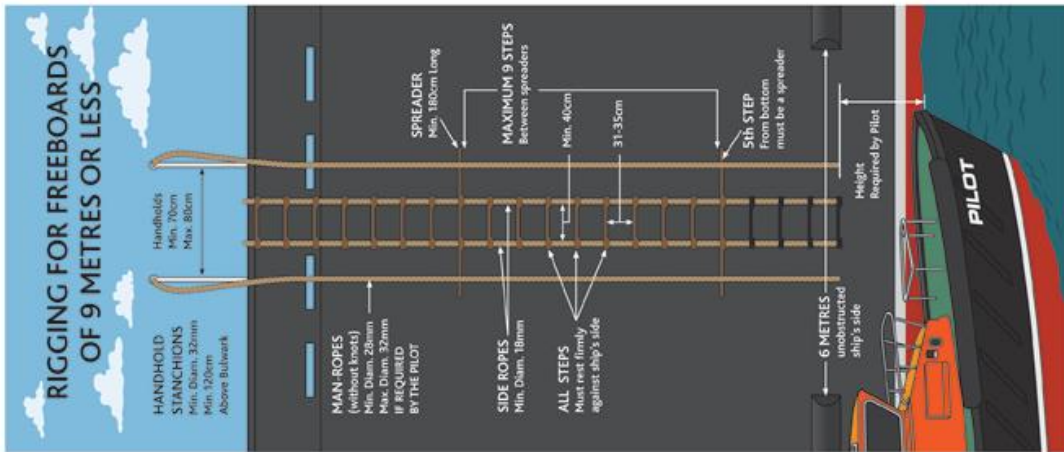 RIGGING FOR FREEBOARDS
OF 9 METRES OR LESS
HANDHOLD
STANCHIONS
Min. Diam. 32mm
Min. 120cm
Above Bulwark
Handholds
Min. 70cm
Max. 80cm
MAN-ROPES
(without knots)
Min. Diam. 28mm
Max. Diam. 32mm
IF REQUIRED
BY THE PILOT
SPREADER
Min. 180cm Long
MAXIMUM 9 STEPS
Between spreaders
SIDE ROPES
Min. Diam. 18mm
Min. 40cm
31-35cm
ALL STEPS
Must rest firmly
against ship's side
5th STEP
From bottom
must be a spreader
6 METRES
unobstructed
ship's side
Height
Required by Pilot
PILOT